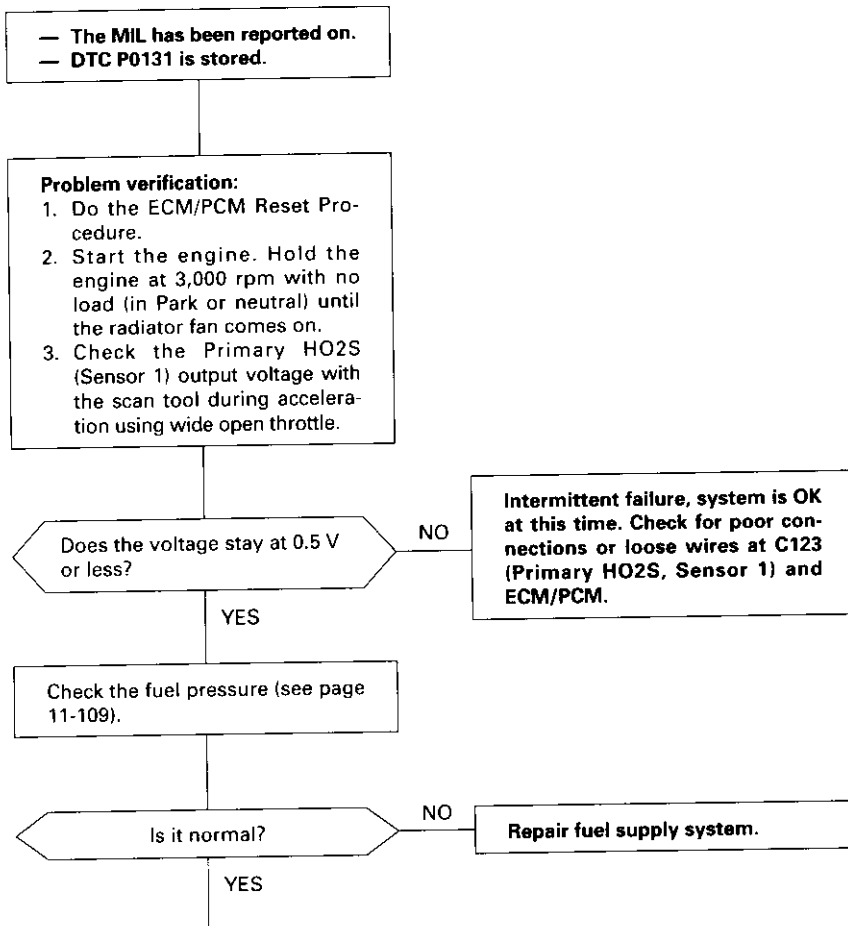 — The MIL has been reported on.
— DTC P0131 is stored.
Problem verification:
1. Do the ECM/PCM Reset Pro-
cedure.
2. Start the engine. Hold the
engine at 3,000 rpm with no
load (in Park or neutral) until
the radiator fan comes on.
3. Check the Primary HO2S
(Sensor 1) output voltage with
the scan tool during accelera-
tion using wide open throttle.
Does the voltage stay at 0.5 V
or less?
NO
Intermittent failure, system is OK
at this time. Check for poor con-
nections or loose wires at C123
(Primary HO2S, Sensor 1) and
ECM/PCM.
YES
Check the fuel pressure (see page
11-109).
Is it normal?
NO
Repair fuel supply system.
YES